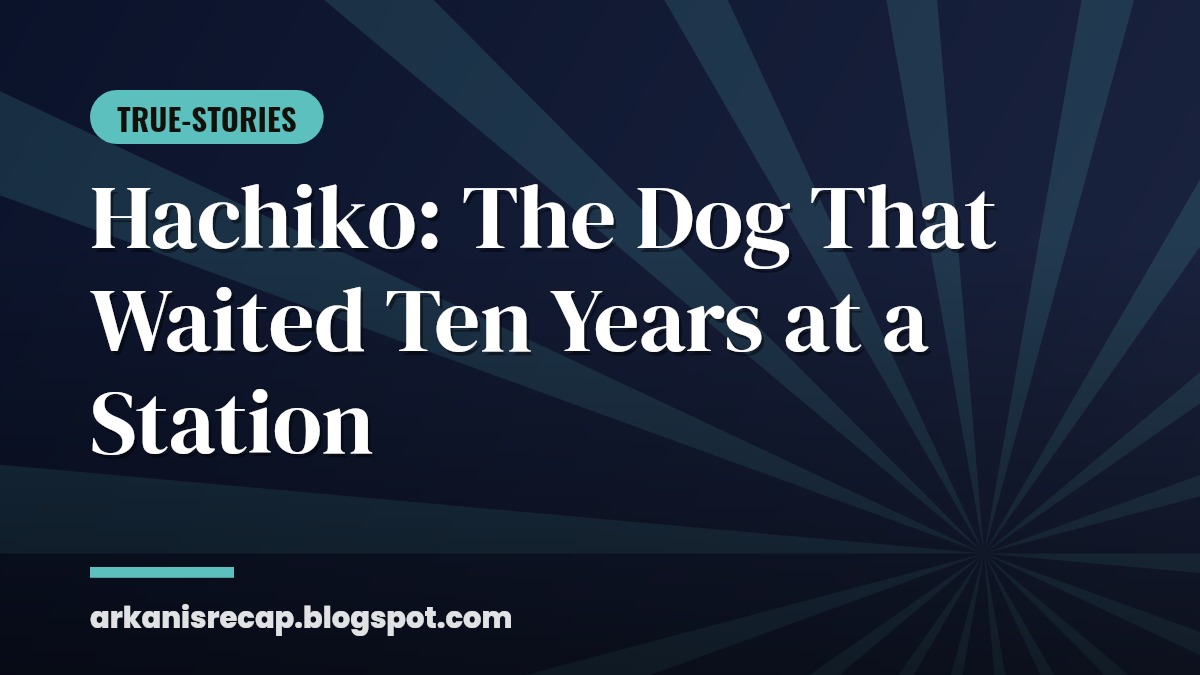 TRUE-STORIES
Hachiko: The Dog That
Waited Ten Years at a
Station
arkanisrecap.blogspot.com